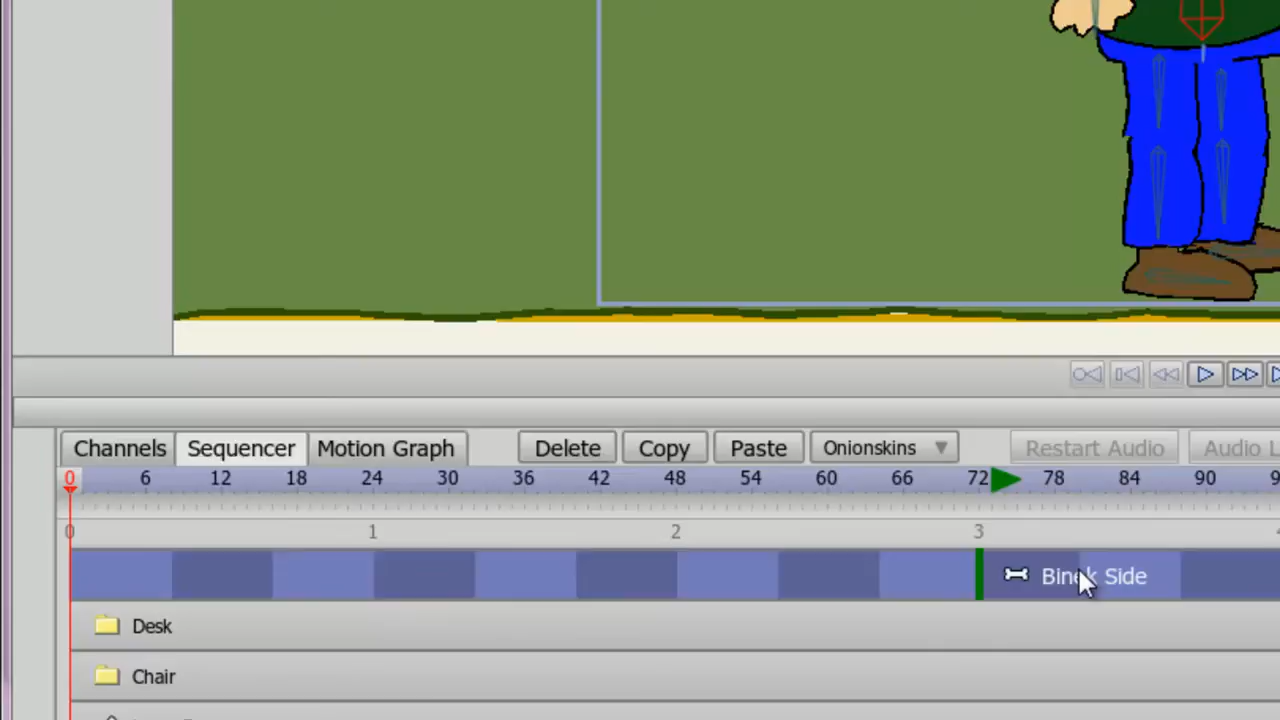 Channels Sequencer Motion Graph Delete Copy Paste Onionskins Restart Audio Audio L
0 6 12 18 24 30 36 42 48 54 60 66 72 78 84 90 9
0 1 2 3
Side
Desk
Chair